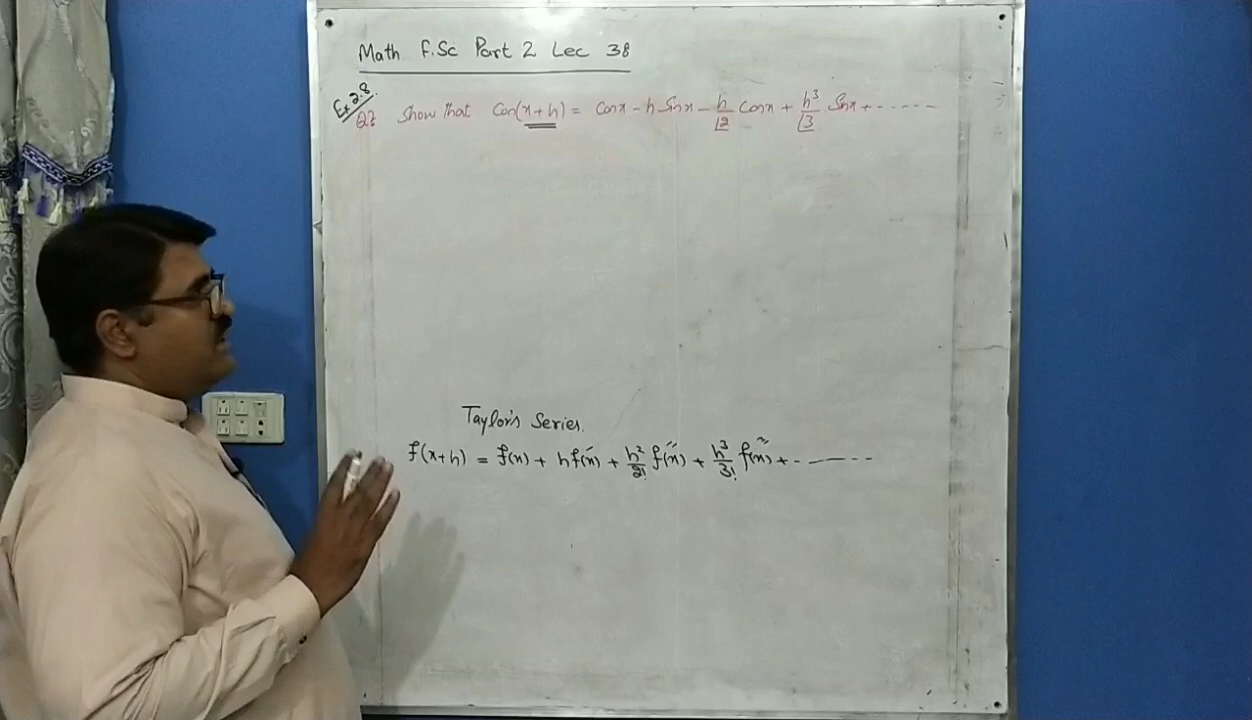 Math F.Sc Part 2 Lec 38
Ex 2.8
Q2 Show that Cos(x+h) = Cosx - h Sinx - h/⌊2 Cosx + h³/⌊3 Sinx + ------
Taylor's Series.
f(x+h) = f(x) + hf(x)′ + h²/2! f(x)″ + h³/3! f(x)‴ + -------